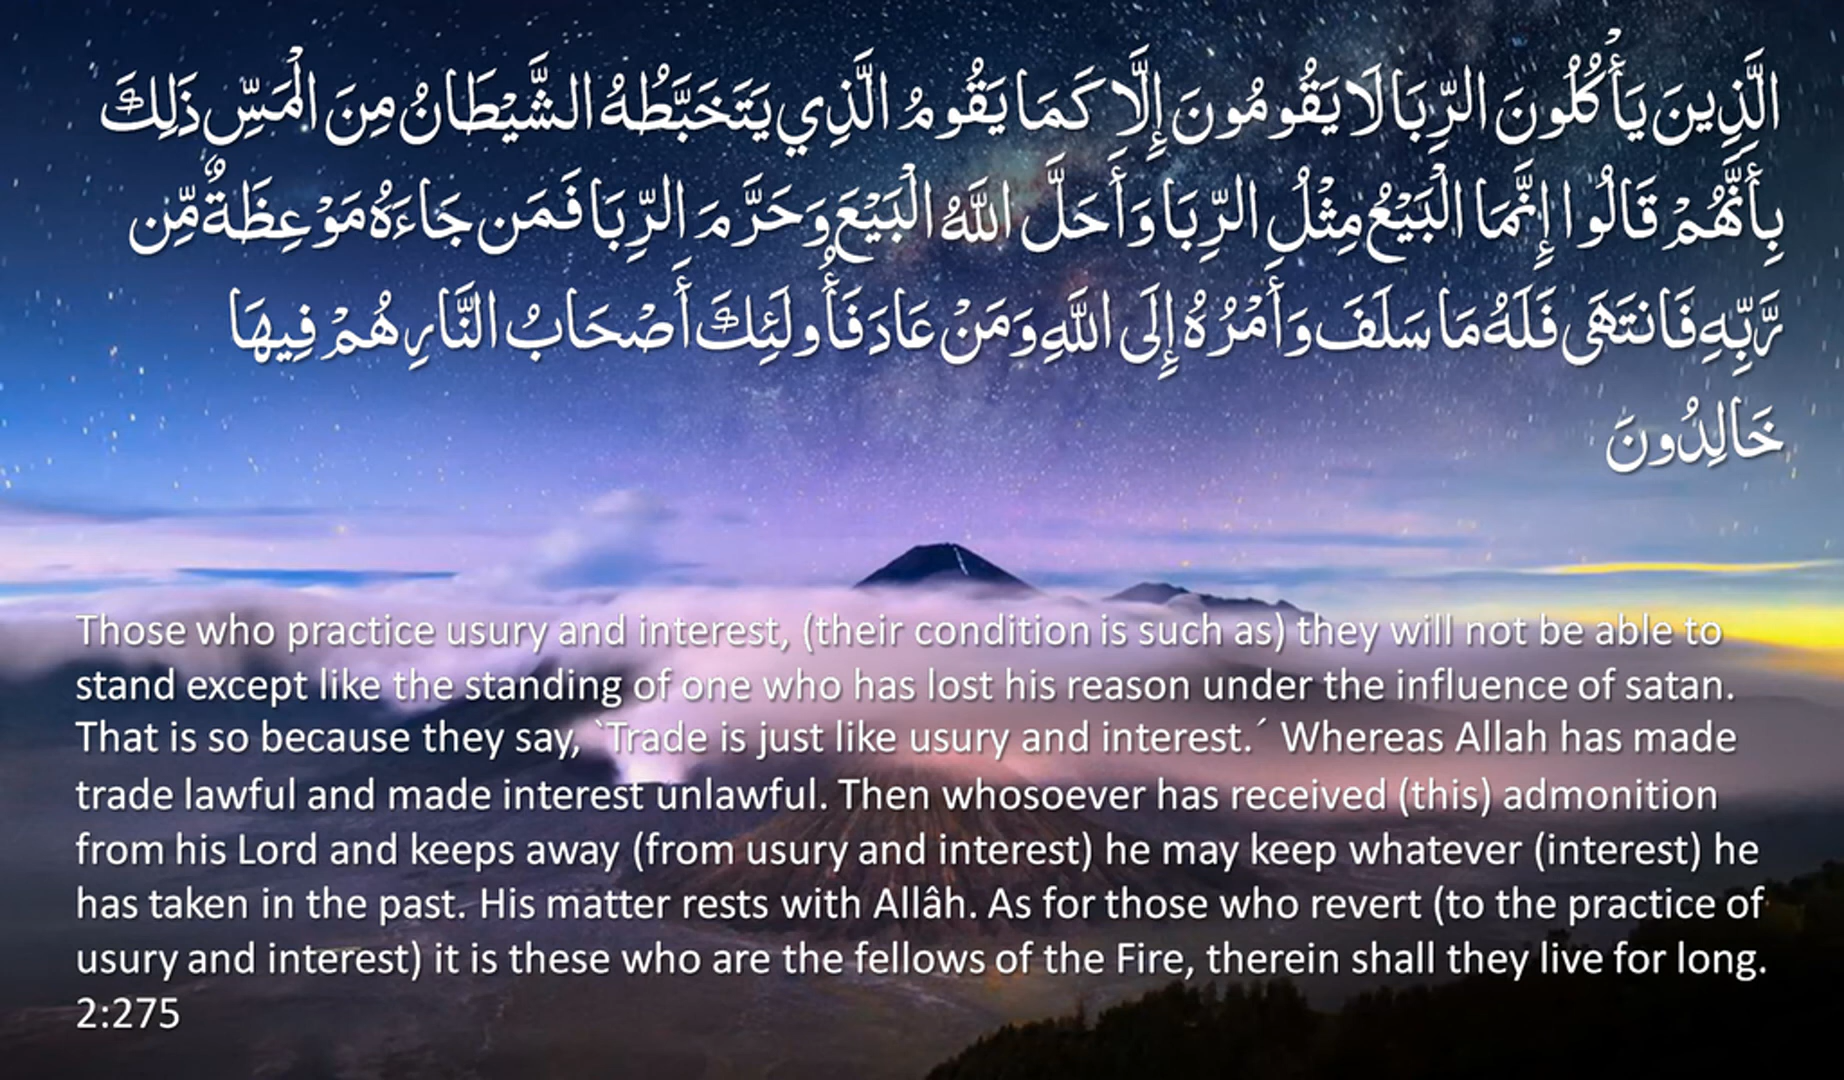 الَّذِينَ يَأْكُلُونَ الرِّبَا لَا يَقُومُونَ إِلَّا كَمَا يَقُومُ الَّذِي يَتَخَبَّطُهُ الشَّيْطَانُ مِنَ الْمَسِّ ذَلِكَ
بِأَنَّهُمْ قَالُوا إِنَّمَا الْبَيْعُ مِثْلُ الرِّبَا وَأَحَلَّ اللَّهُ الْبَيْعَ وَحَرَّمَ الرِّبَا فَمَن جَاءَهُ مَوْعِظَةٌ مِّن
رَّبِّهِ فَانتَهَى فَلَهُ مَا سَلَفَ وَأَمْرُهُ إِلَى اللَّهِ وَمَنْ عَادَ فَأُولَئِكَ أَصْحَابُ النَّارِ هُمْ فِيهَا
خَالِدُونَ
Those who practice usury and interest, (their condition is such as) they will not be able to
stand except like the standing of one who has lost his reason under the influence of satan.
That is so because they say, `Trade is just like usury and interest.´ Whereas Allah has made
trade lawful and made interest unlawful. Then whosoever has received (this) admonition
from his Lord and keeps away (from usury and interest) he may keep whatever (interest) he
has taken in the past. His matter rests with Allâh. As for those who revert (to the practice of
usury and interest) it is these who are the fellows of the Fire, therein shall they live for long.
2:275